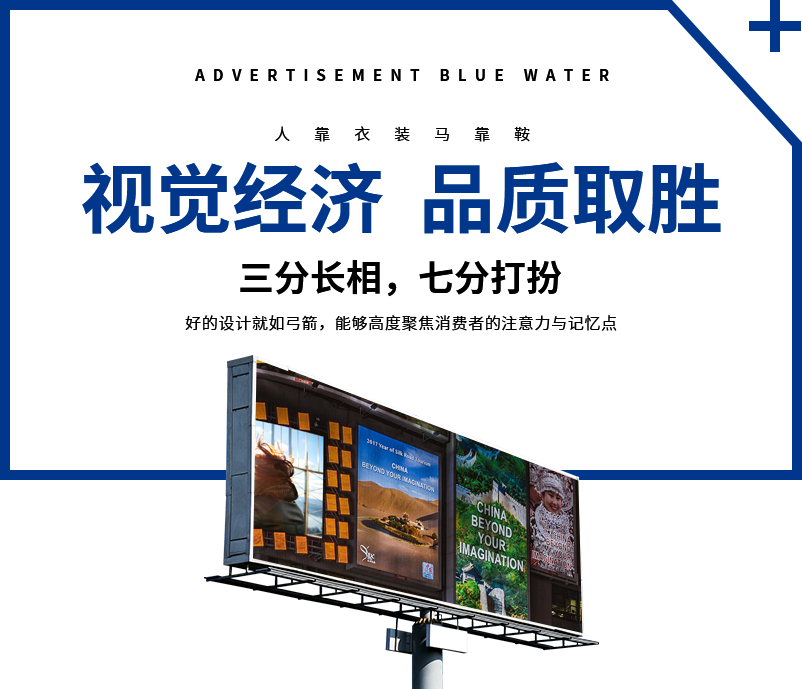 ADVERTISEMENT BLUE WATER
人靠衣装马靠鞍
视觉经济 品质取胜
三分长相，七分打扮
好的设计就如弓箭，能够高度聚焦消费者的注意力与记忆点
2017 Year of Silk Road Tourism
CHINA
BEYOND YOUR IMAGINATION
CHINA
BEYOND
YOUR
IMAGINATION